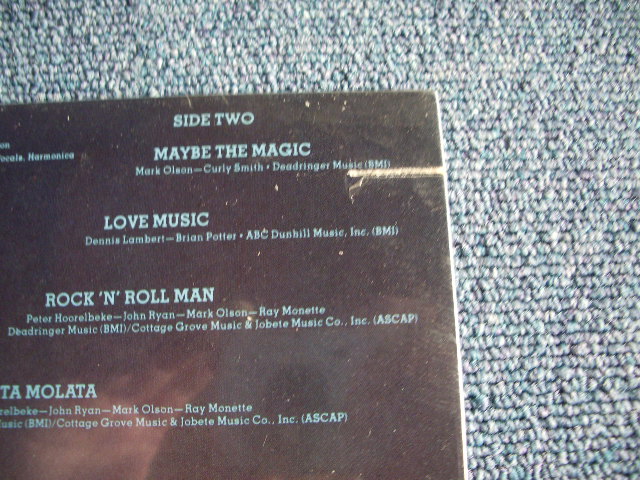 SIDE TWO
on
ocals, Harmonica
MAYBE THE MAGIC
Mark Olson—Curly Smith • Deadringer Music (BMI)
LOVE MUSIC
Dennis Lambert—Brian Potter • ABC Dunhill Music, Inc. (BMI)
ROCK 'N' ROLL MAN
Peter Hoorelbeke—John Ryan—Mark Olson—Ray Monette
Deadringer Music (BMI)/Cottage Grove Music & Jobete Music Co., Inc. (ASCAP)
TA MOLATA
relbeke—John Ryan—Mark Olson—Ray Monette
usic (BMI)/Cottage Grove Music & Jobete Music Co., Inc. (ASCAP)